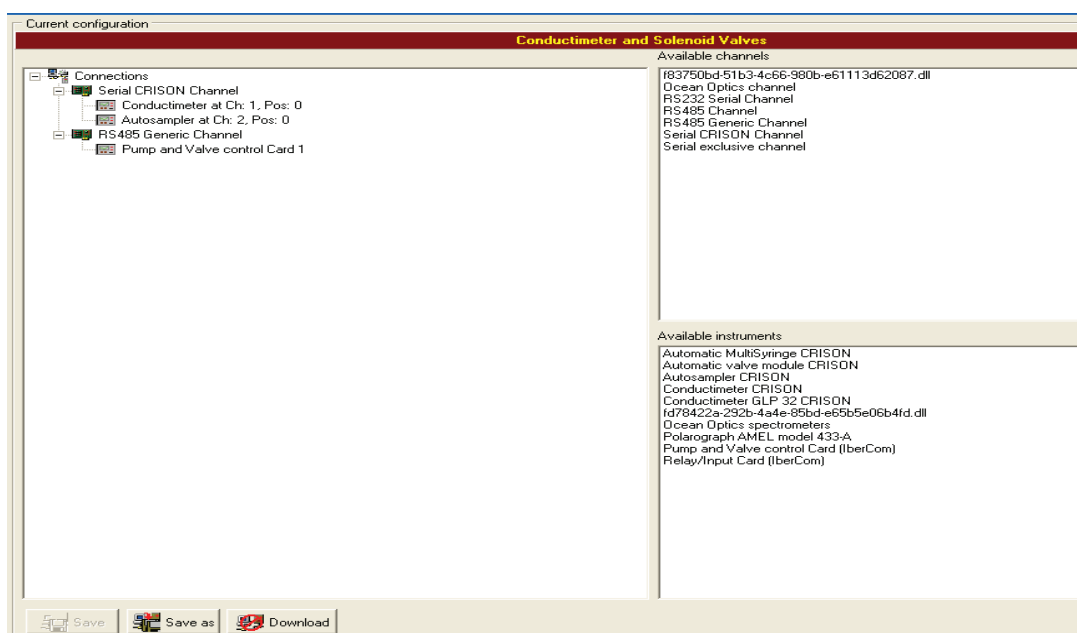 Current configuration
Conductimeter and Solenoid Valves
Connections
Serial CRISON Channel
Conductimeter at Ch: 1, Pos: 0
Autosampler at Ch: 2, Pos: 0
RS485 Generic Channel
Pump and Valve control Card 1
Available channels
f83750bd-51b3-4c66-980b-e61113d62087.dll
Ocean Optics channel
RS232 Serial Channel
RS485 Channel
RS485 Generic Channel
Serial CRISON Channel
Serial exclusive channel
Available instruments
Automatic MultiSyringe CRISON
Automatic valve module CRISON
Autosampler CRISON
Conductimeter CRISON
Conductimeter GLP 32 CRISON
fd78422a-292b-4a4e-85bd-e65b5e06b4fd.dll
Ocean Optics spectrometers
Polarograph AMEL model 433-A
Pump and Valve control Card (IberCom)
Relay/Input Card (IberCom)
Save
Save as
Download